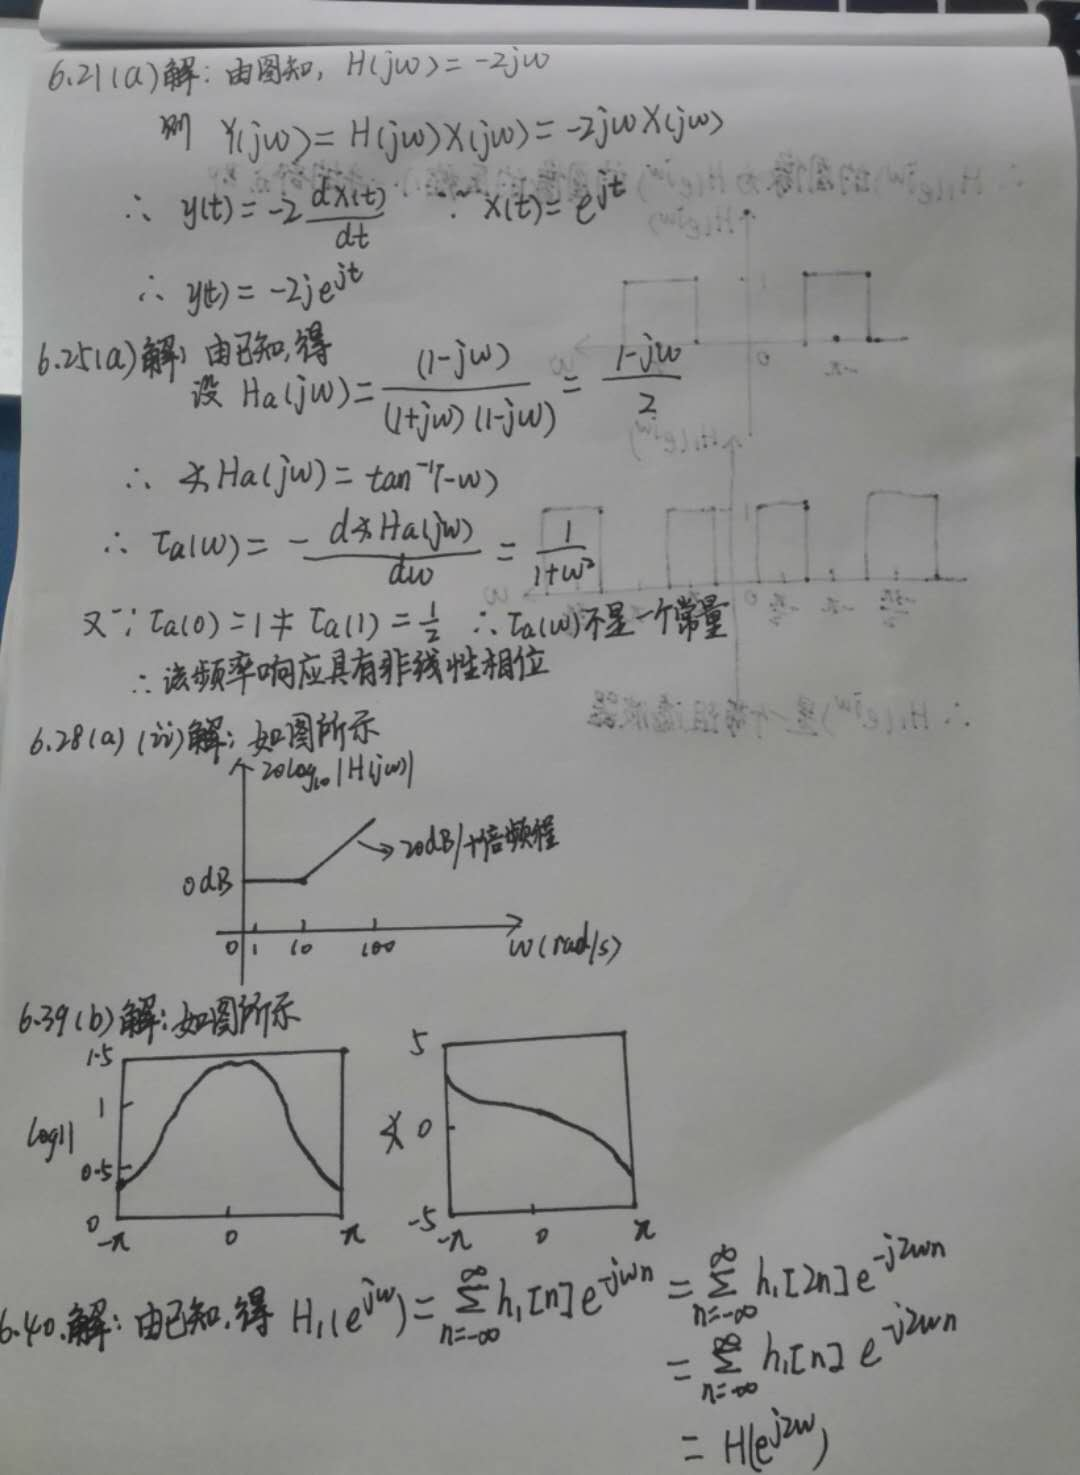 6.21(a)解: 由图知, H(jω)=-2jω
则 Y(jω)=H(jω)X(jω)=-2jωX(jω)
∴ y(t)=-2 dx(t)/dt ∵ x(t)=e^{jt}
∴ y(t)=-2je^{jt}
6.25(a)解: 由已知,得
设 Ha(jω)=(1-jω)/((1+jω)(1-jω))=(1-jω)/2
∴ ∡Ha(jω)=tan⁻¹(-ω)
∴ τa(ω)=-d∡Ha(jω)/dω=1/(1+ω²)
又∵ τa(0)=1≠τa(1)=1/2 ∴ τa(ω)不是一个常量
∴ 该频率响应具有非线性相位
6.28(a) (ii)解: 如图所示
20log₁₀|H(jω)|
20dB/十倍频程
0dB
0 1 10 100 ω(rad/s)
6.39(b)解: 如图所示
1.5
1
log||
0.5
0
-π 0 π
5
∡ 0
-5
-π 0 π
6.40.解: 由已知,得 H₁(e^{jω})=∑_{n=-∞}^{∞} h₁[n]e^{-jωn}=∑_{n=-∞}^{∞} h₁[2n]e^{-j2ωn}
=∑_{n=-∞}^{∞} h₁[n]e^{-j2ωn}
=H(e^{j2ω})